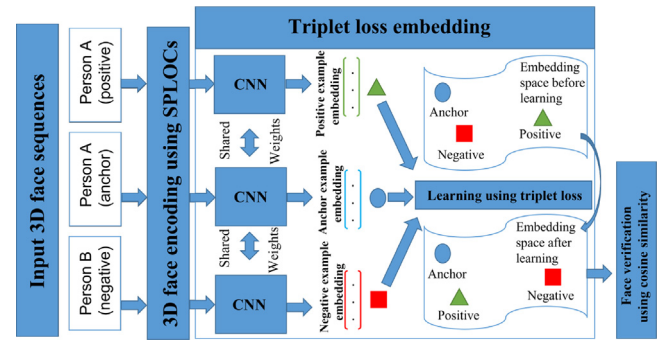 Triplet loss embedding
Input 3D face sequences
Person A
(positive)
Person A
(anchor)
Person B
(negative)
3D face encoding using SPLOCs
CNN
Shared
Weights
CNN
Shared
Weights
CNN
Positive example
embedding
Anchor example
embedding
Negative example
embedding
Embedding
space before
learning
Anchor
Negative
Positive
Learning using triplet loss
Embedding
space after
learning
Anchor
Positive
Negative
Face verification
using cosine similarity